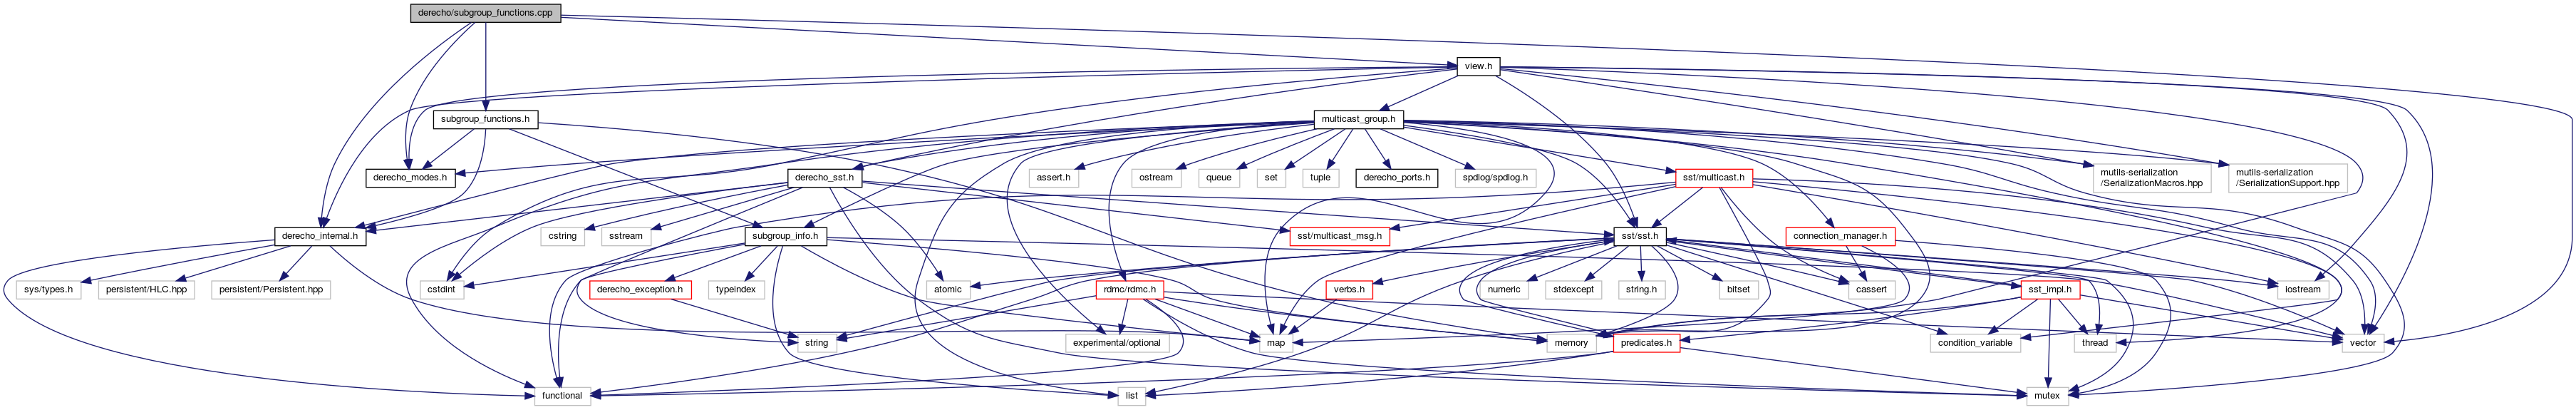 derecho/subgroup_functions.cpp
view.h
subgroup_functions.h
multicast_group.h
derecho_modes.h
derecho_sst.h
assert.h
ostream
queue
set
tuple
derecho_ports.h
spdlog/spdlog.h
sst/multicast.h
mutils-serialization
/SerializationMacros.hpp
mutils-serialization
/SerializationSupport.hpp
derecho_internal.h
cstring
sstream
sst/multicast_msg.h
subgroup_info.h
sst/sst.h
connection_manager.h
sys/types.h
persistent/HLC.hpp
persistent/Persistent.hpp
cstdint
derecho_exception.h
typeindex
atomic
rdmc/rdmc.h
verbs.h
numeric
stdexcept
string.h
bitset
cassert
sst_impl.h
iostream
string
experimental/optional
map
memory
predicates.h
condition_variable
thread
vector
functional
list
mutex